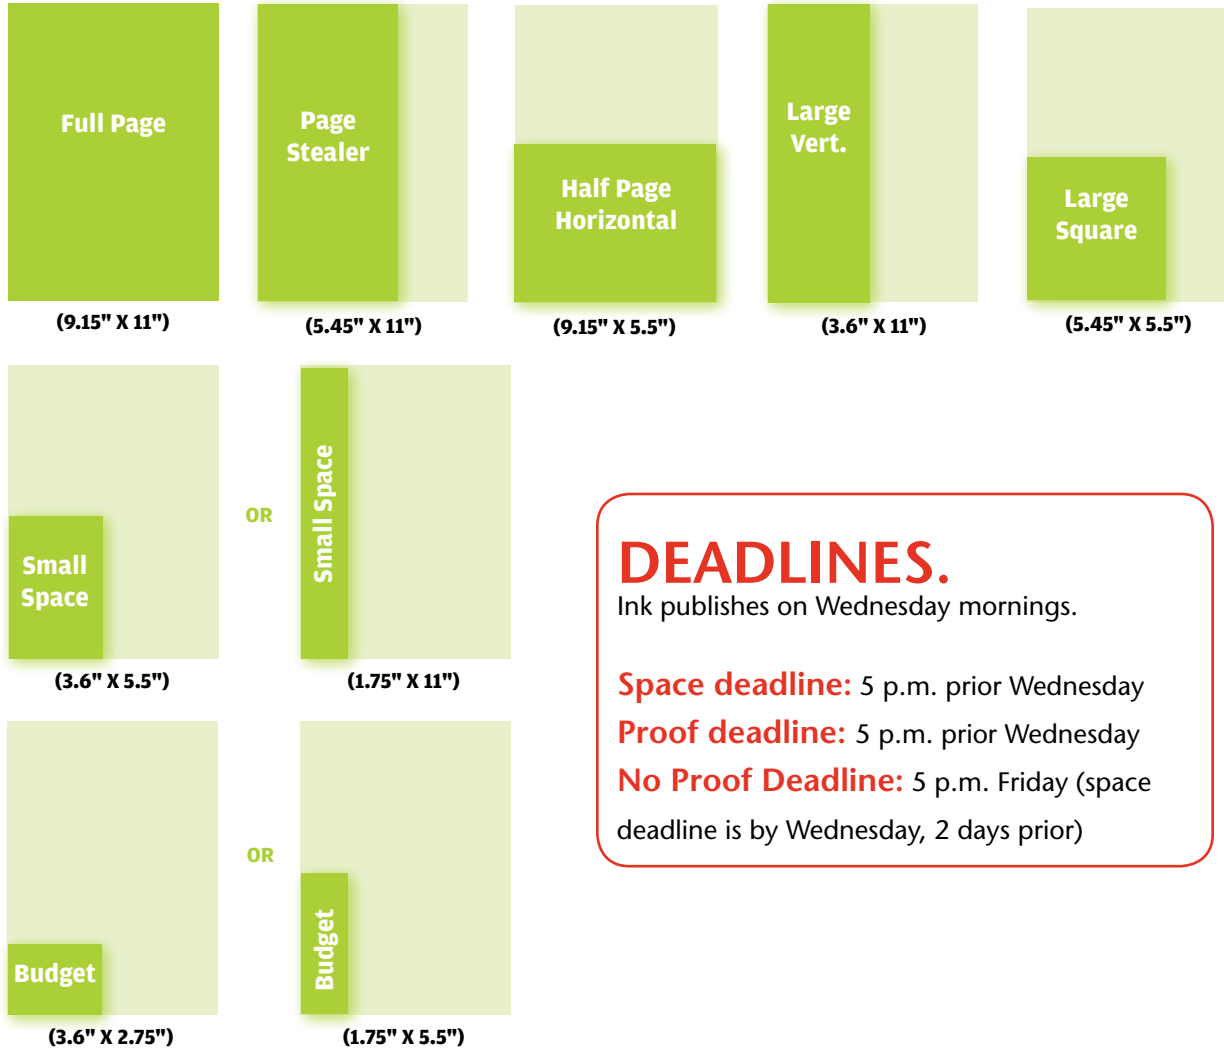 Full Page
(9.15" X 11")
Page
Stealer
(5.45" X 11")
Half Page
Horizontal
(9.15" X 5.5")
Large
Vert.
(3.6" X 11")
Large
Square
(5.45" X 5.5")
Small
Space
(3.6" X 5.5")
OR
Small Space
(1.75" X 11")
Budget
(3.6" X 2.75")
OR
Budget
(1.75" X 5.5")
DEADLINES.
Ink publishes on Wednesday mornings.
Space deadline: 5 p.m. prior Wednesday
Proof deadline: 5 p.m. prior Wednesday
No Proof Deadline: 5 p.m. Friday (space
deadline is by Wednesday, 2 days prior)